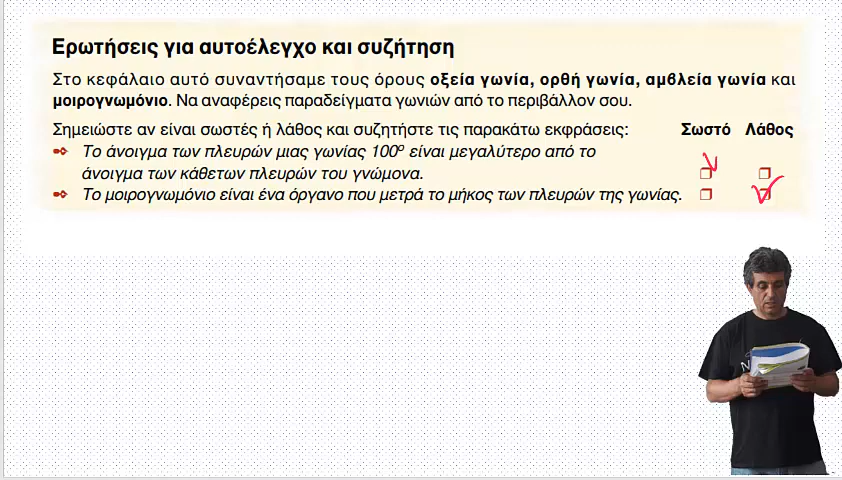 Ερωτήσεις για αυτοέλεγχο και συζήτηση
Στο κεφάλαιο αυτό συναντήσαμε τους όρους οξεία γωνία, ορθή γωνία, αμβλεία γωνία και
μοιρογνωμόνιο. Να αναφέρεις παραδείγματα γωνιών από το περιβάλλον σου.
Σημειώστε αν είναι σωστές ή λάθος και συζητήστε τις παρακάτω εκφράσεις: Σωστό Λάθος
Το άνοιγμα των πλευρών μιας γωνίας 100º είναι μεγαλύτερο από το
άνοιγμα των κάθετων πλευρών του γνώμονα.
Το μοιρογνωμόνιο είναι ένα όργανο που μετρά το μήκος των πλευρών της γωνίας.